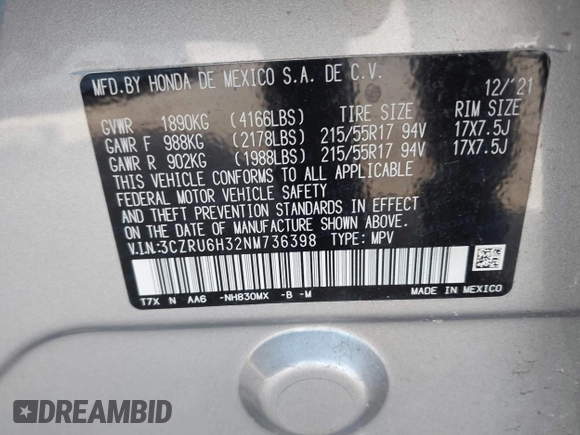 MFD.BY HONDA DE MEXICO S.A. DE C.V.
12/'21
GVWR 1890KG (4166LBS) TIRE SIZE RIM SIZE
GAWR F 988KG (2178LBS) 215/55R17 94V 17X7.5J
GAWR R 902KG (1988LBS) 215/55R17 94V 17X7.5J
THIS VEHICLE CONFORMS TO ALL APPLICABLE
FEDERAL MOTOR VEHICLE SAFETY
AND THEFT PREVENTION STANDARDS IN EFFECT
ON THE DATE OF MANUFACTURE SHOWN ABOVE.
V.I.N:3CZRU6H32NM736398 TYPE: MPV
T7X N AA6 -NH830MX -B -M MADE IN MEXICO
DREAMBID